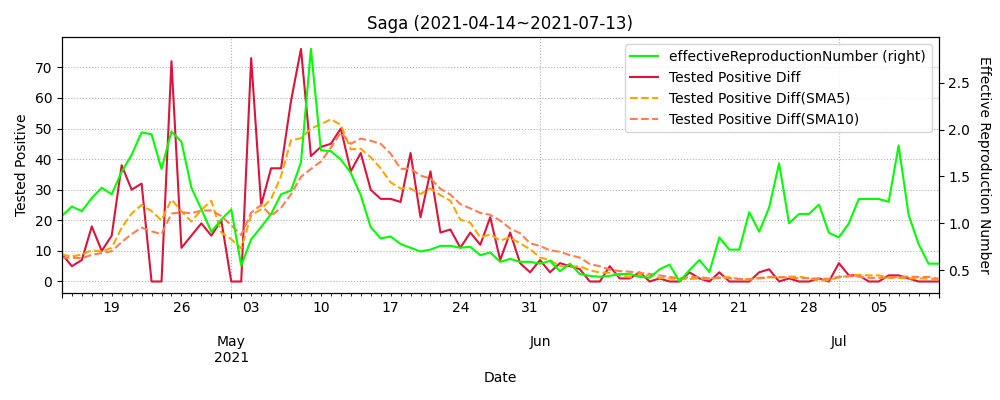 Saga (2021-04-14~2021-07-13)
effectiveReproductionNumber (right)
Tested Positive Diff
Tested Positive Diff(SMA5)
Tested Positive Diff(SMA10)
Tested Positive
70
60
50
40
30
20
10
0
Effective Reproduction Number
2.5
2.0
1.5
1.0
0.5
19 26 03 10 17 24 31 07 14 21 28 05
May Jun Jul
2021
Date